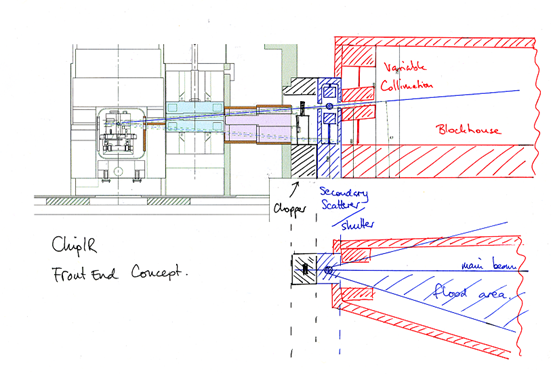 Variable
Collimation
Blockhouse
Chopper
Secondary
Scatterer
shutter
ChipIR
Front End Concept.
main beam
flood area.